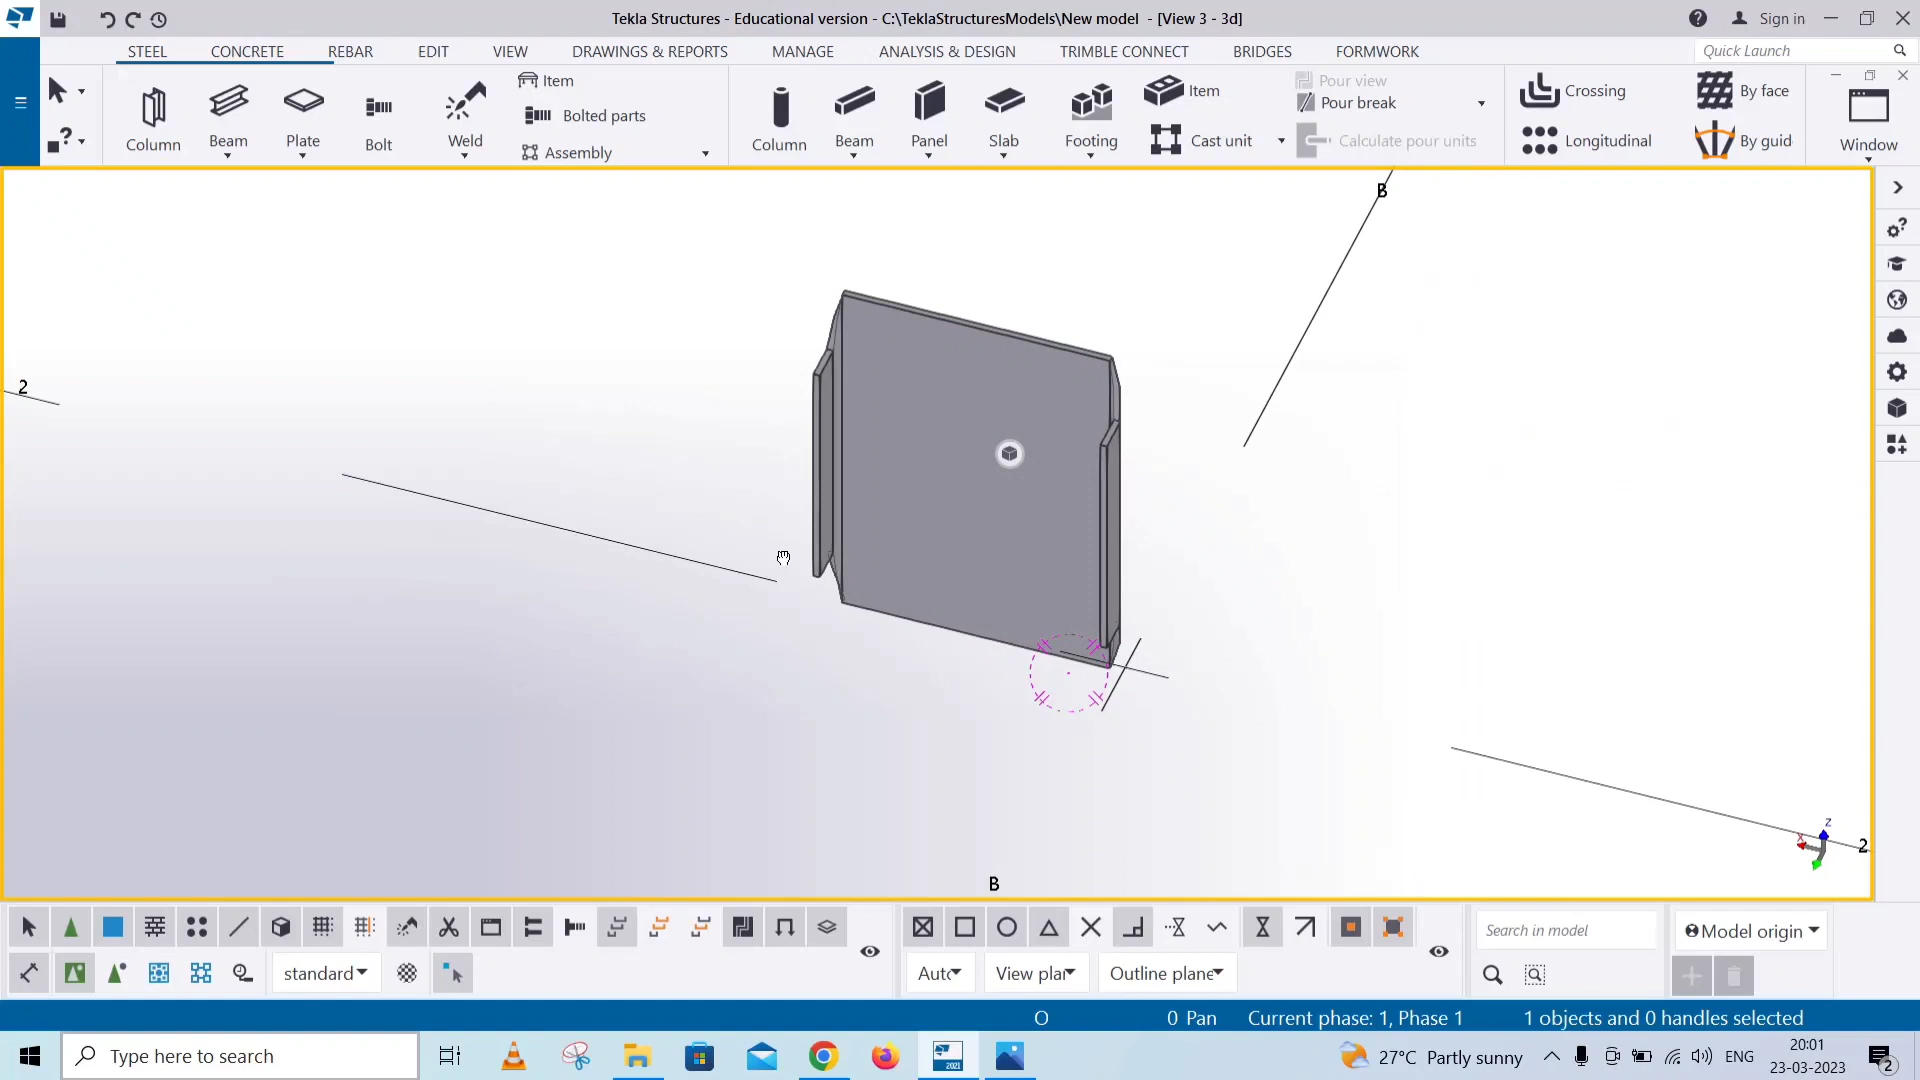 Tekla Structures - Educational version - C:\TeklaStructuresModels\New model - [View 3 - 3d]
Sign in
STEEL CONCRETE REBAR EDIT VIEW DRAWINGS & REPORTS MANAGE ANALYSIS & DESIGN TRIMBLE CONNECT BRIDGES FORMWORK
Quick Launch
Column Beam Plate Bolt Weld
Item
Bolted parts
Assembly
Column Beam Panel Slab Footing
Item
Cast unit
Pour view
Pour break
Calculate pour units
Crossing
Longitudinal
By face
By guid
Window
B
2
2
B
z
x
standard
Auto
View plan
Outline plane
Search in model
Model origin
O 0 Pan Current phase: 1, Phase 1 1 objects and 0 handles selected
Type here to search
2021
27°C Partly sunny
ENG
20:01
23-03-2023
2